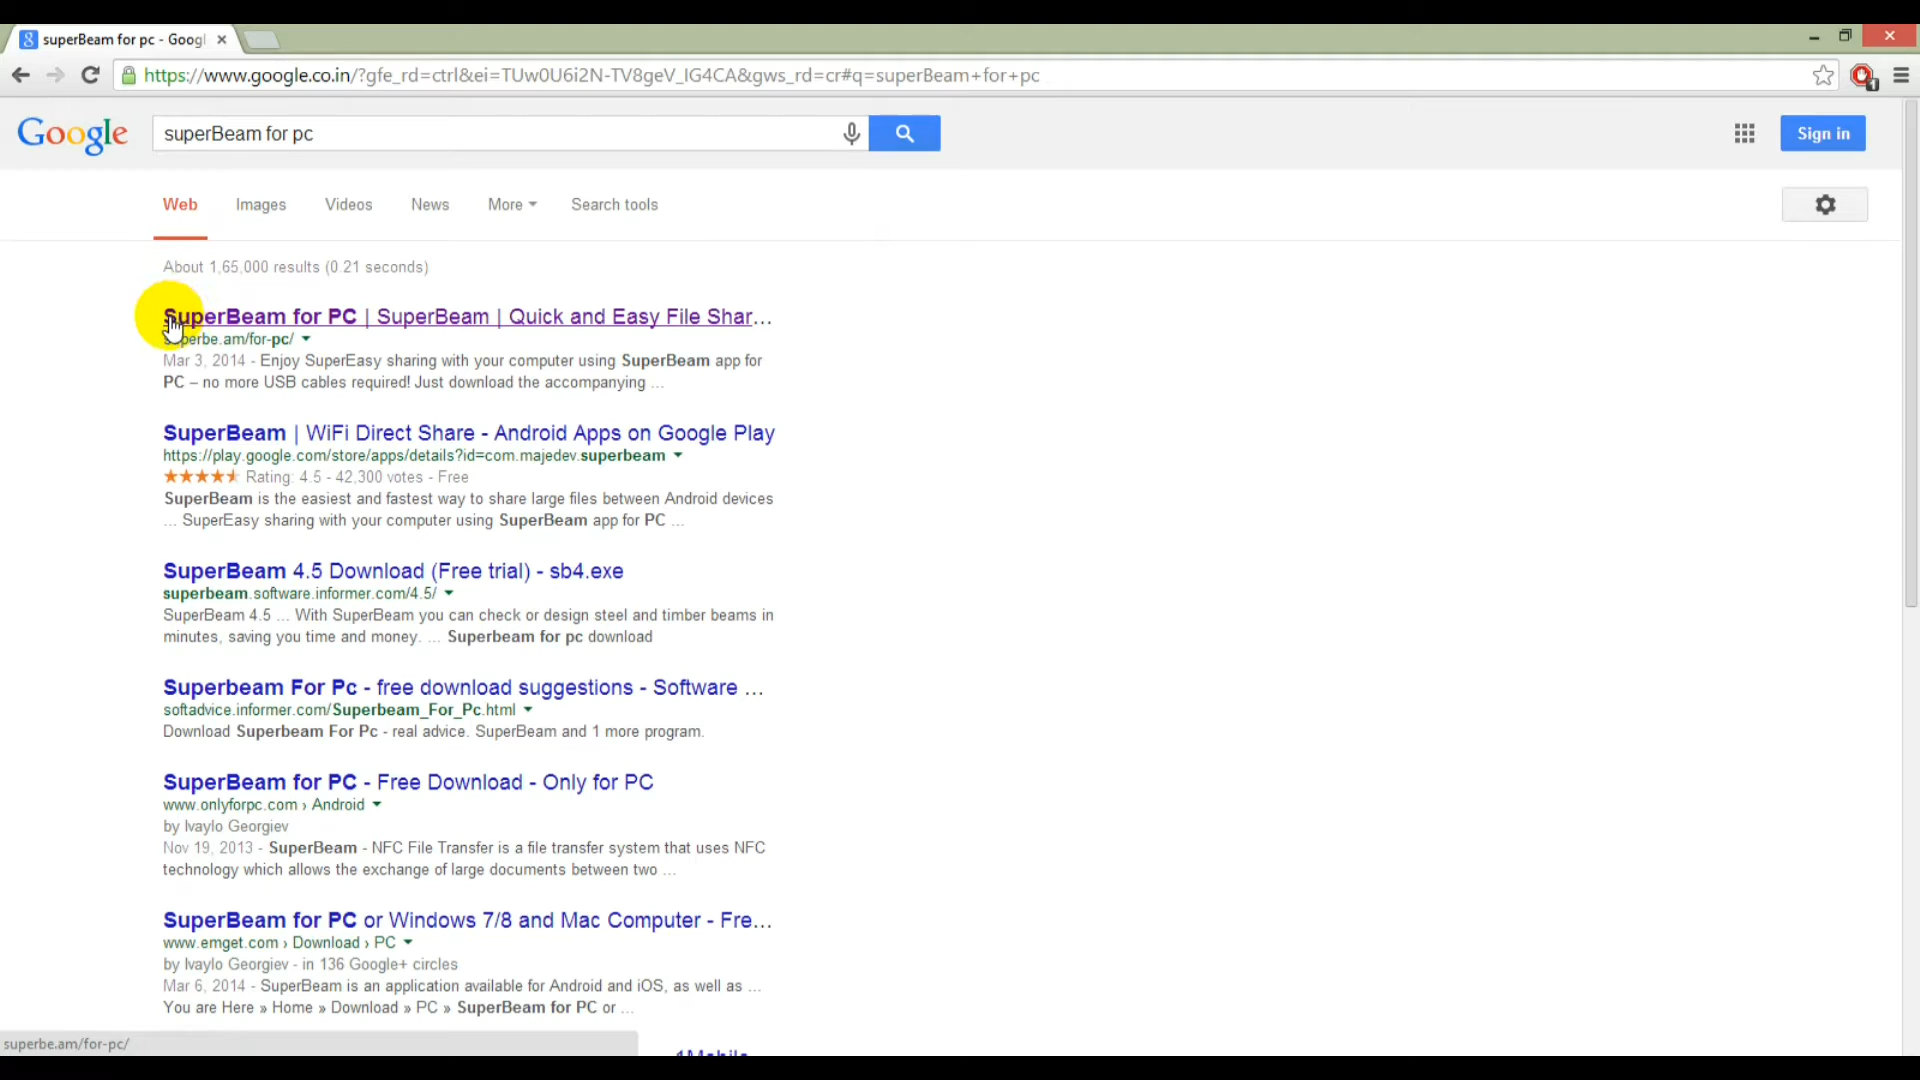 superBeam for pc - Googl
https://www.google.co.in/?gfe_rd=ctrl&ei=TUw0U6i2N-TV8geV_IG4CA&gws_rd=cr#q=superBeam+for+pc
1
Google
superBeam for pc
Sign in
Web Images Videos News More Search tools
About 1,65,000 results (0.21 seconds)
SuperBeam for PC | SuperBeam | Quick and Easy File Shar...
superbe.am/for-pc/
Mar 3, 2014 - Enjoy SuperEasy sharing with your computer using SuperBeam app for
PC – no more USB cables required! Just download the accompanying ...
SuperBeam | WiFi Direct Share - Android Apps on Google Play
https://play.google.com/store/apps/details?id=com.majedev.superbeam
Rating: 4.5 - 42,300 votes - Free
SuperBeam is the easiest and fastest way to share large files between Android devices
... SuperEasy sharing with your computer using SuperBeam app for PC ...
SuperBeam 4.5 Download (Free trial) - sb4.exe
superbeam.software.informer.com/4.5/
SuperBeam 4.5 ... With SuperBeam you can check or design steel and timber beams in
minutes, saving you time and money. ... Superbeam for pc download
Superbeam For Pc - free download suggestions - Software ...
softadvice.informer.com/Superbeam_For_Pc.html
Download Superbeam For Pc - real advice. SuperBeam and 1 more program.
SuperBeam for PC - Free Download - Only for PC
www.onlyforpc.com › Android
by Ivaylo Georgiev
Nov 19, 2013 - SuperBeam - NFC File Transfer is a file transfer system that uses NFC
technology which allows the exchange of large documents between two ...
SuperBeam for PC or Windows 7/8 and Mac Computer - Fre...
www.emget.com › Download › PC
by Ivaylo Georgiev - in 136 Google+ circles
Mar 6, 2014 - SuperBeam is an application available for Android and iOS, as well as ...
You are Here » Home » Download » PC » SuperBeam for PC or ...
superbe.am/for-pc/
1Mobile